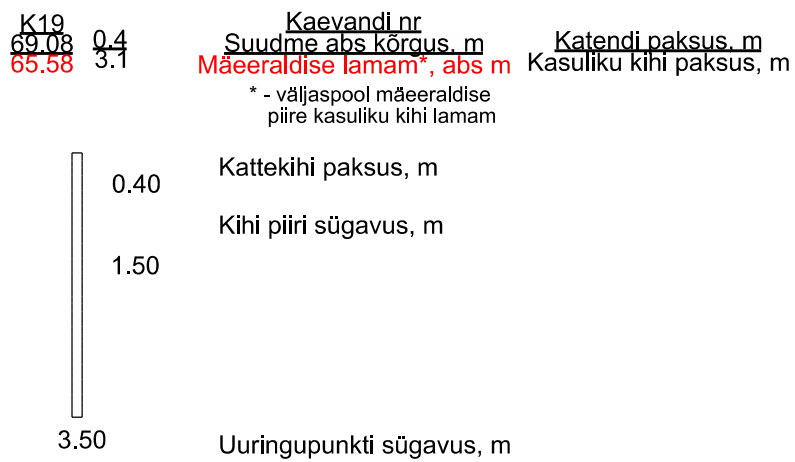 K19 Kaevandi nr
69.08 0.4 Suudme abs kõrgus, m Katendi paksus, m
65.58 3.1 Mäeeraldise lamam*, abs m Kasuliku kihi paksus, m
* - väljaspool mäeeraldise
piire kasuliku kihi lamam
Kattekihi paksus, m
0.40
Kihi piiri sügavus, m
1.50
3.50 Uuringupunkti sügavus, m